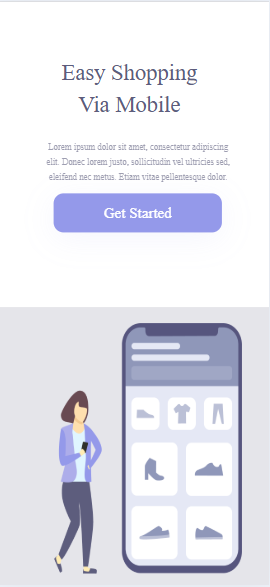 Easy Shopping
Via Mobile
Lorem ipsum dolor sit amet, consectetur adipiscing
elit. Donec lorem justo, sollicitudin vel ultricies sed,
eleifend nec metus. Etiam vitae pellentesque dolor.
Get Started